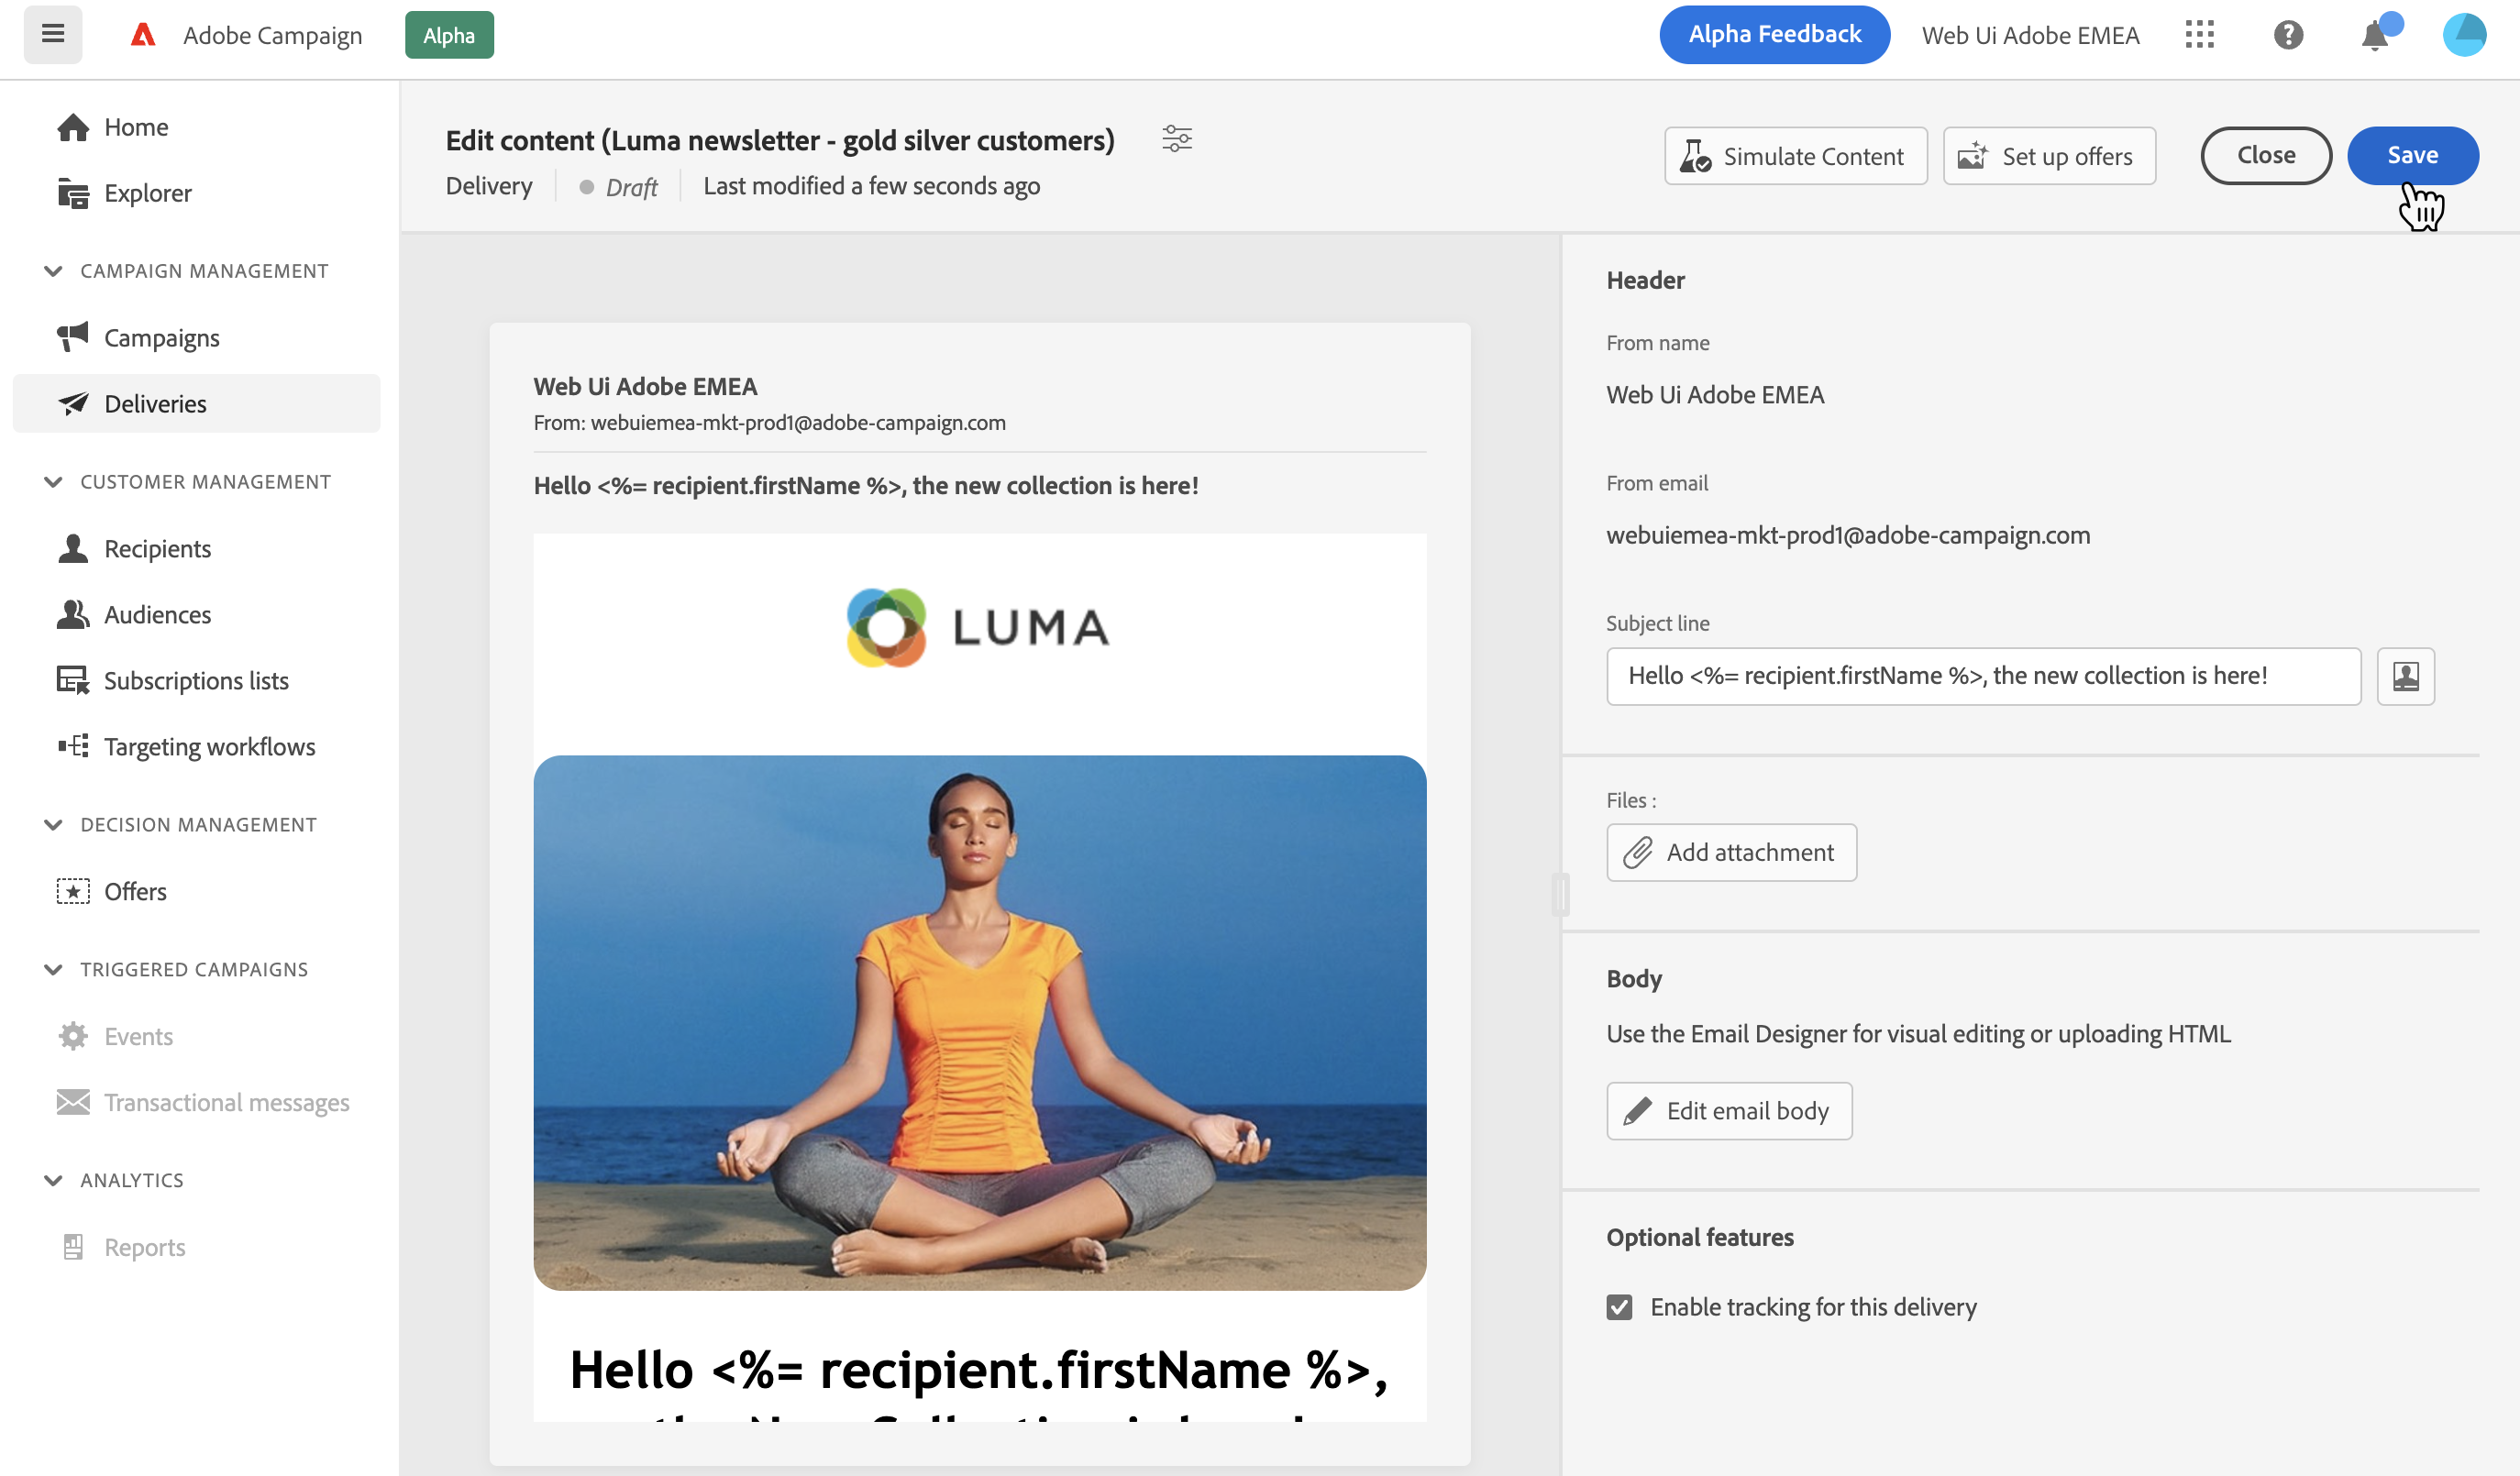 Adobe Campaign
Alpha
Alpha Feedback
Web Ui Adobe EMEA
Home
Explorer
CAMPAIGN MANAGEMENT
Campaigns
Deliveries
CUSTOMER MANAGEMENT
Recipients
Audiences
Subscriptions lists
Targeting workflows
DECISION MANAGEMENT
Offers
TRIGGERED CAMPAIGNS
Events
Transactional messages
ANALYTICS
Reports
Edit content (Luma newsletter - gold silver customers)
Delivery
Draft
Last modified a few seconds ago
Simulate Content
Set up offers
Close
Save
Web Ui Adobe EMEA
From: webuiemea-mkt-prod1@adobe-campaign.com
Hello <%= recipient.firstName %>, the new collection is here!
LUMA
Hello <%= recipient.firstName %>,
Header
From name
Web Ui Adobe EMEA
From email
webuiemea-mkt-prod1@adobe-campaign.com
Subject line
Hello <%= recipient.firstName %>, the new collection is here!
Files :
Add attachment
Body
Use the Email Designer for visual editing or uploading HTML
Edit email body
Optional features
Enable tracking for this delivery